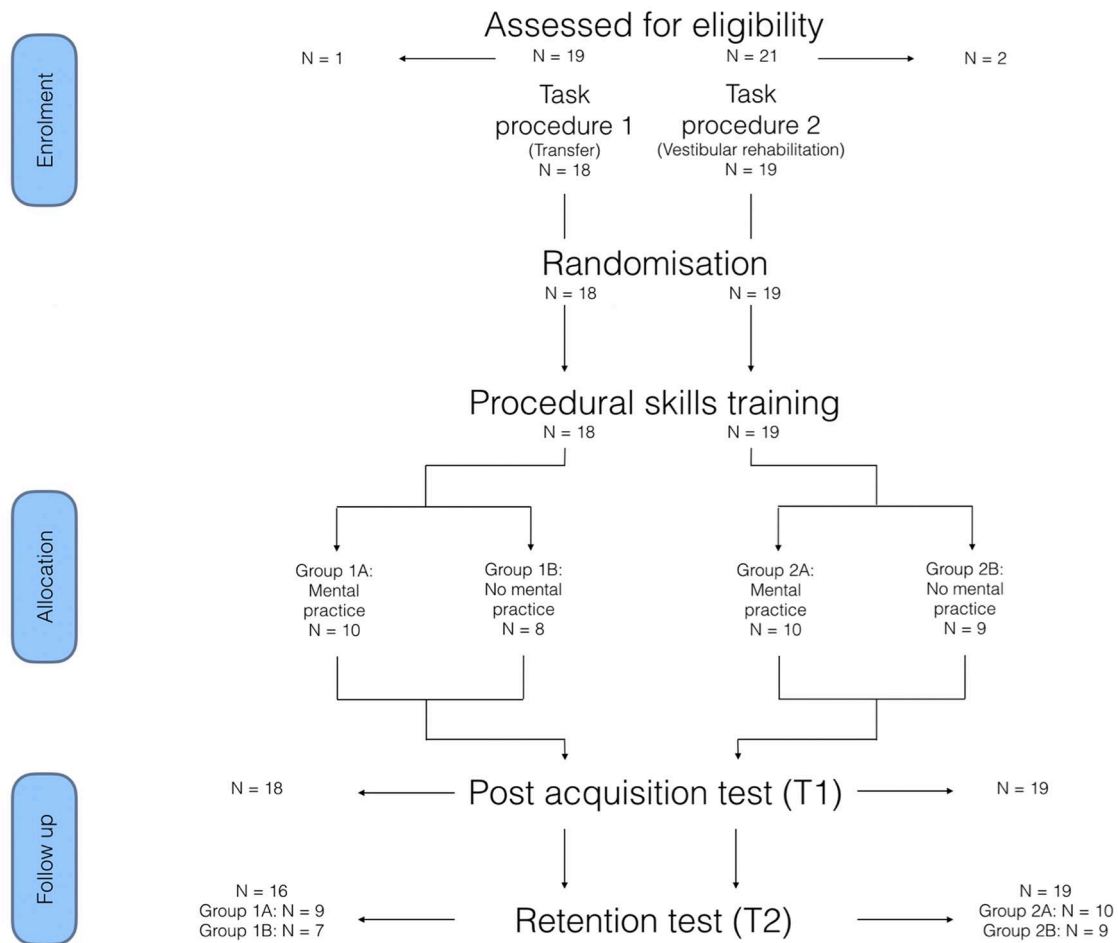 Enrolment
Assessed for eligibility
N = 1
N = 19
N = 21
N = 2
Task
procedure 1
(Transfer)
N = 18
Task
procedure 2
(Vestibular rehabilitation)
N = 19
Randomisation
N = 18
N = 19
Procedural skills training
N = 18
N = 19
Allocation
Group 1A:
Mental
practice
N = 10
Group 1B:
No mental
practice
N = 8
Group 2A:
Mental
practice
N = 10
Group 2B:
No mental
practice
N = 9
Follow up
N = 18
Post acquisition test (T1)
N = 19
N = 16
Group 1A: N = 9
Group 1B: N = 7
Retention test (T2)
N = 19
Group 2A: N = 10
Group 2B: N = 9